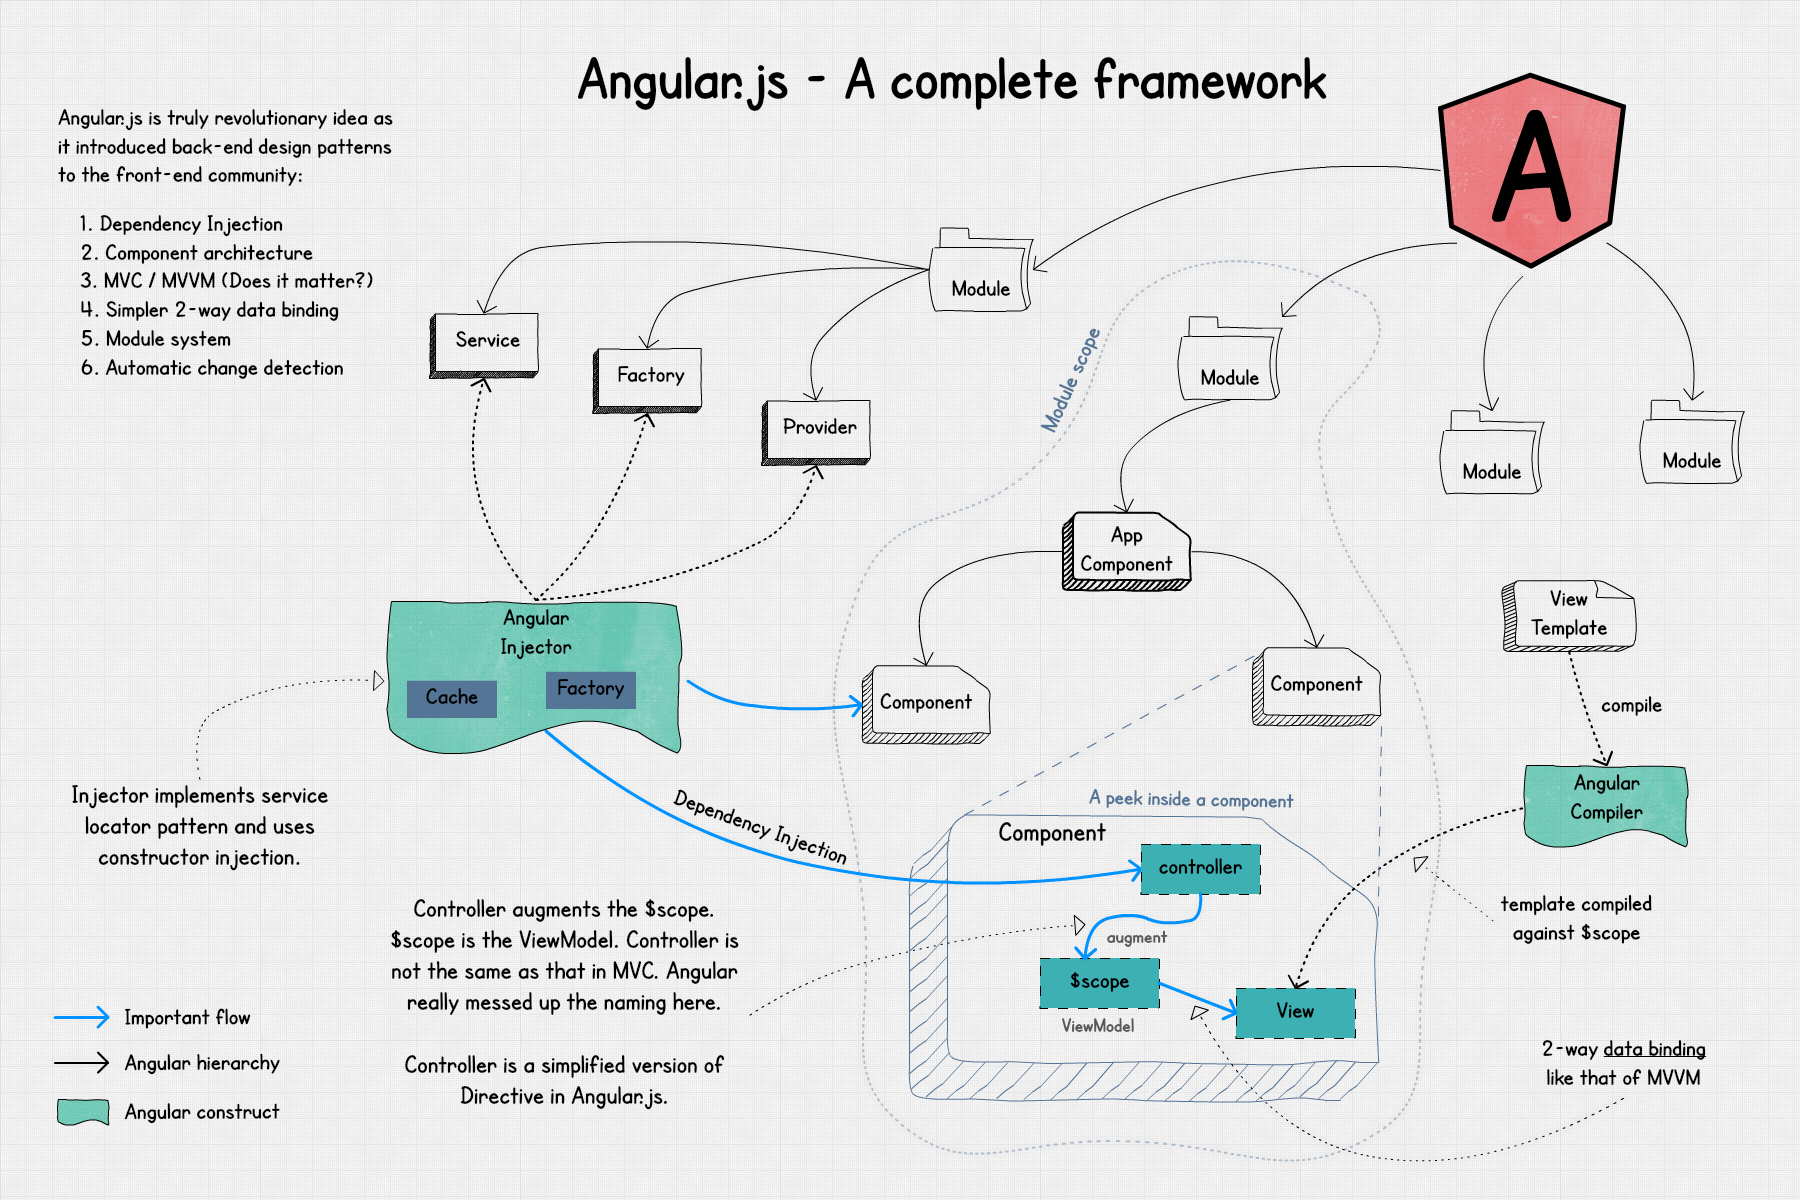 Angular.js - A complete framework
A
Angular.js is truly revolutionary idea as
it introduced back-end design patterns
to the front-end community:
1. Dependency Injection
2. Component architecture
3. MVC / MVVM (Does it matter?)
4. Simpler 2-way data binding
5. Module system
6. Automatic change detection
Module
Service
Factory
Provider
Module scope
Module
Module
Module
App
Component
Component
Component
View
Template
compile
Angular
Compiler
Angular
Injector
Cache
Factory
Injector implements service
locator pattern and uses
constructor injection.
Dependency Injection
A peek inside a component
Component
controller
augment
$scope
ViewModel
View
template compiled
against $scope
Controller augments the $scope.
$scope is the ViewModel. Controller is
not the same as that in MVC. Angular
really messed up the naming here.
Controller is a simplified version of
Directive in Angular.js.
2-way data binding
like that of MVVM
Important flow
Angular hierarchy
Angular construct